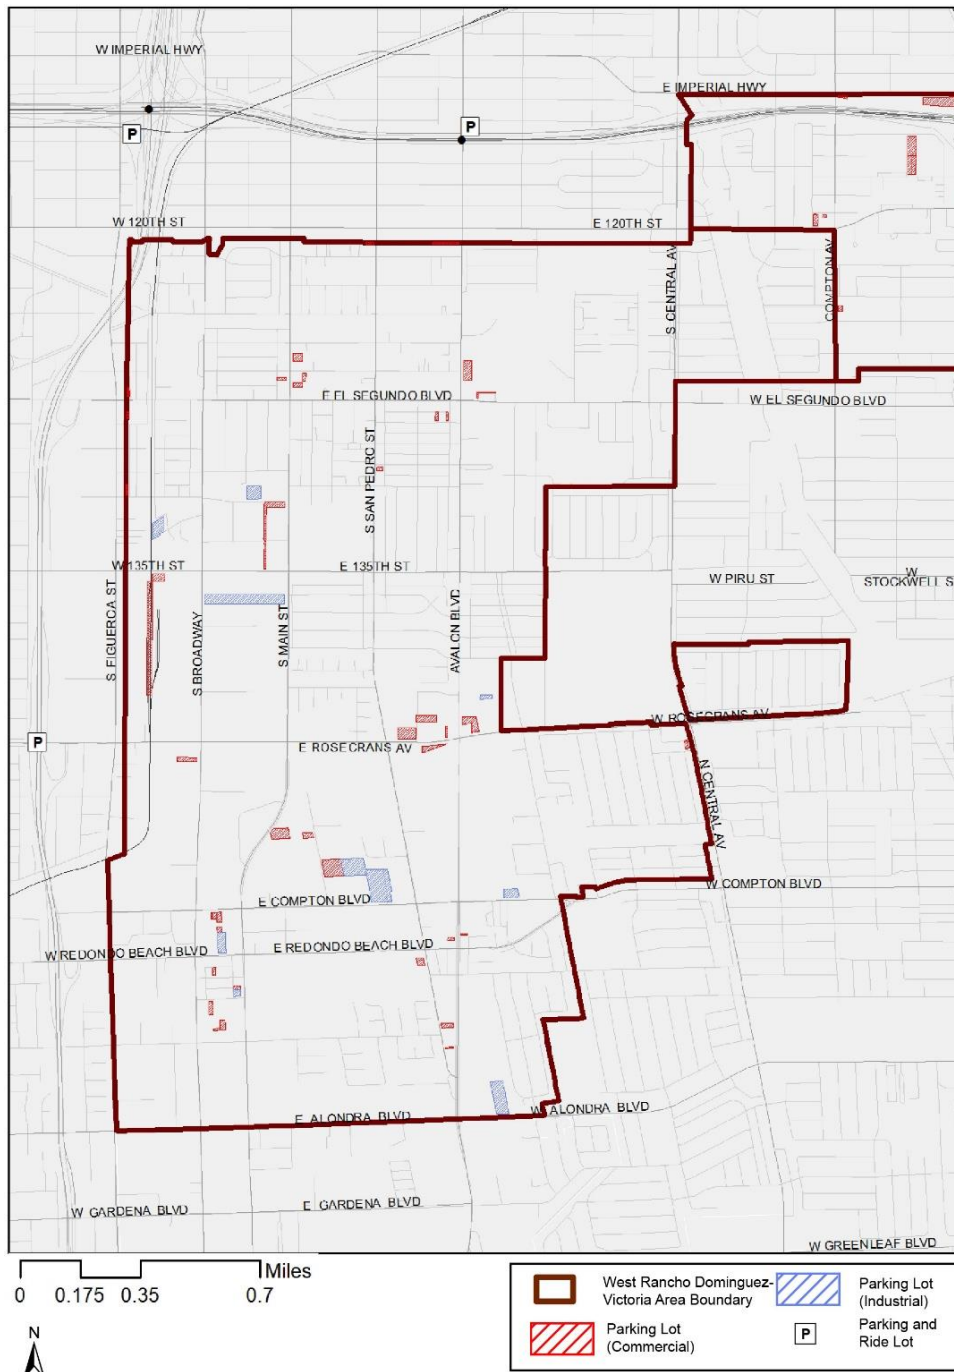 W IMPERIAL HWY
E IMPERIAL HWY
P
P
W 120TH ST
E 120TH ST
S CENTRAL AV
COMPTON AV
E EL SEGUNDO BLVD
W EL SEGUNDO BLVD
S SAN PEDRO ST
W 135TH ST
E 135TH ST
W PIRU ST
W
STOCKWELL S
S FIGUEROA ST
S BROADWAY
S MAIN ST
AVALON BLVD
P
E ROSECRANS AV
W ROSECRANS AV
N CENTRAL AV
W COMPTON BLVD
E COMPTON BLVD
W REDONDO BEACH BLVD
E REDONDO BEACH BLVD
E ALONDRA BLVD
W ALONDRA BLVD
W GARDENA BLVD
E GARDENA BLVD
W GREENLEAF BLVD
Miles
0 0.175 0.35 0.7
N
West Rancho Dominguez-
Victoria Area Boundary
Parking Lot
(Industrial)
Parking Lot
(Commercial)
P
Parking and
Ride Lot